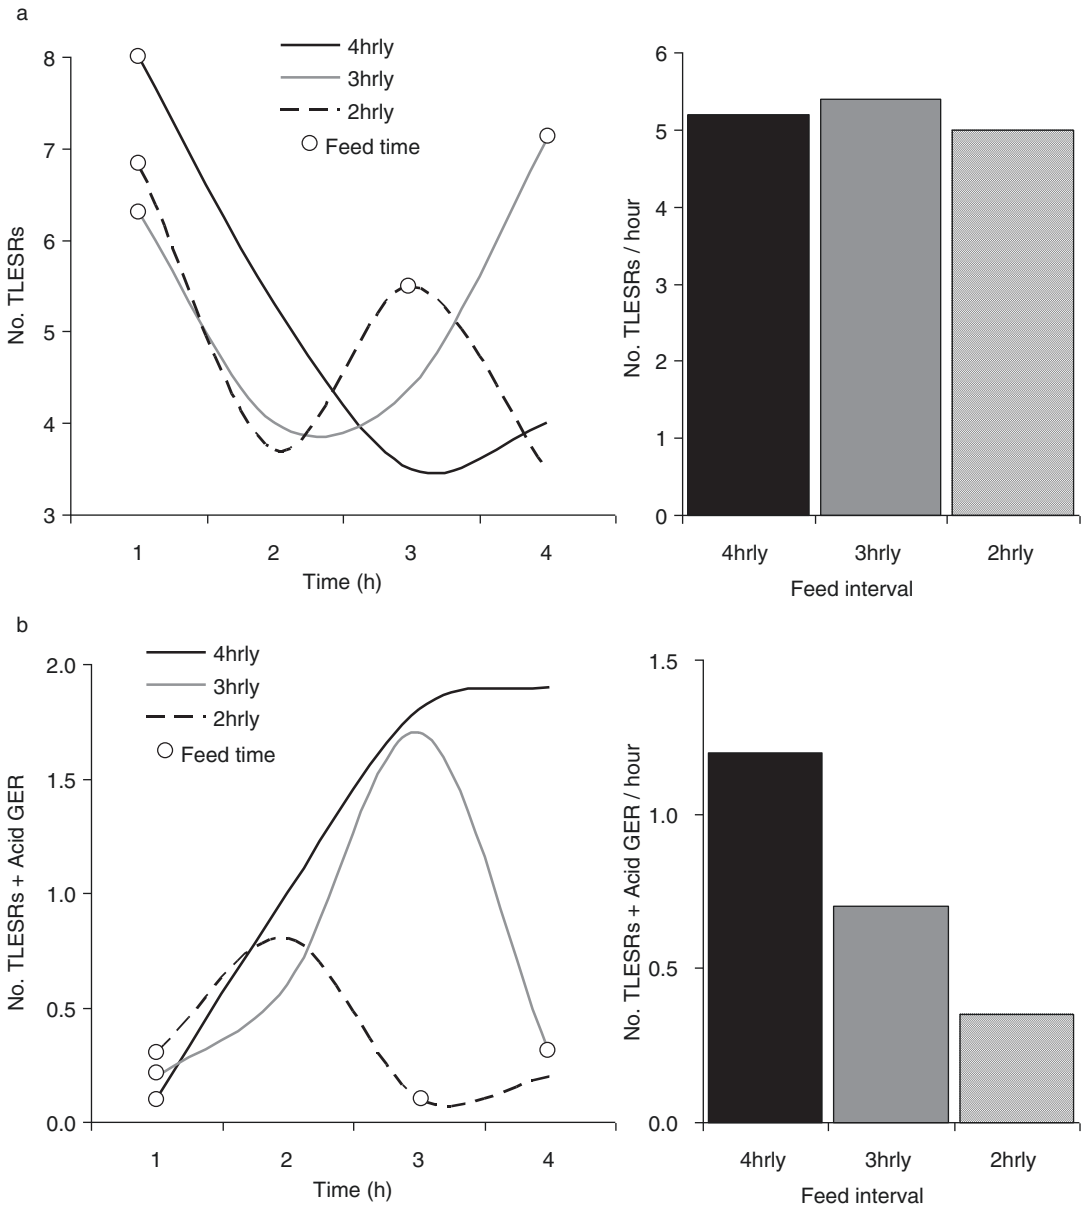 a
4hrly
3hrly
2hrly
Feed time
8
7
6
5
4
3
No. TLESRs
1 2 3 4
Time (h)
6
5
4
3
2
1
0
No. TLESRs / hour
4hrly 3hrly 2hrly
Feed interval
b
4hrly
3hrly
2hrly
Feed time
2.0
1.5
1.0
0.5
0.0
No. TLESRs + Acid GER
1 2 3 4
Time (h)
1.5
1.0
0.5
0.0
No. TLESRs + Acid GER / hour
4hrly 3hrly 2hrly
Feed interval